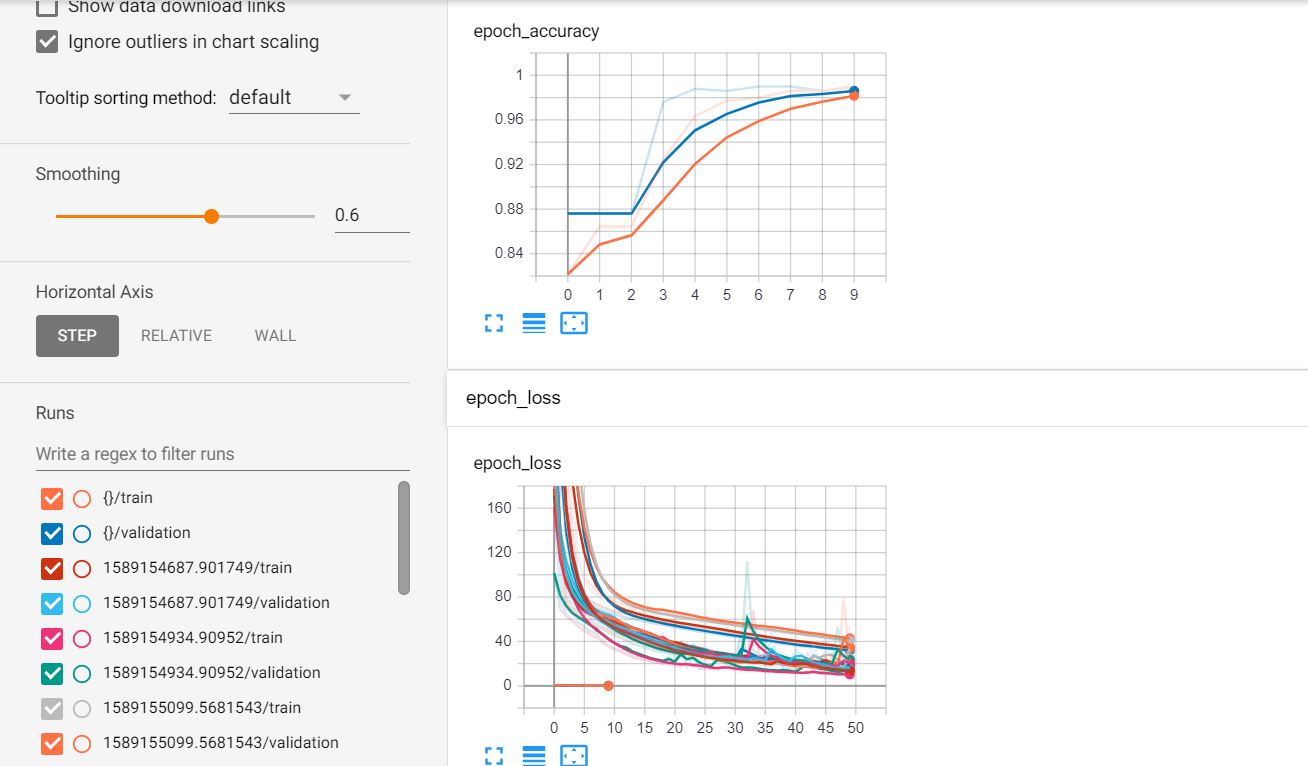 Show data download links
Ignore outliers in chart scaling
Tooltip sorting method: default
Smoothing
0.6
Horizontal Axis
STEP RELATIVE WALL
Runs
Write a regex to filter runs
{}/train
{}/validation
1589154687.901749/train
1589154687.901749/validation
1589154934.90952/train
1589154934.90952/validation
1589155099.5681543/train
1589155099.5681543/validation
epoch_accuracy
1
0.96
0.92
0.88
0.84
0 1 2 3 4 5 6 7 8 9
epoch_loss
epoch_loss
160
120
80
40
0
0 5 10 15 20 25 30 35 40 45 50